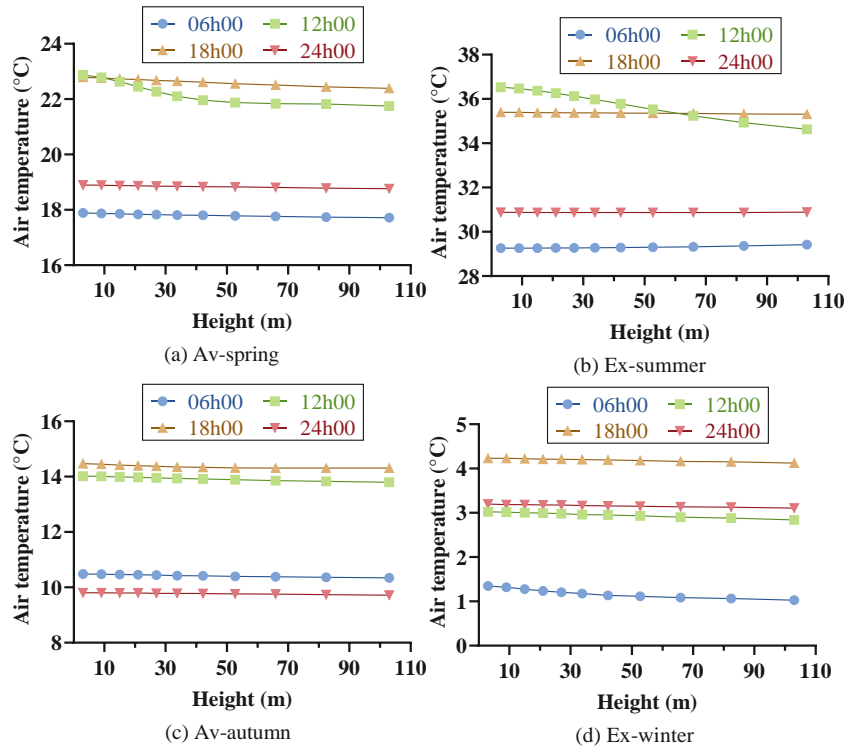 06h00 12h00
18h00 24h00
Air temperature (°C)
24
22
20
18
16
10 30 50 70 90 110
Height (m)
(a) Av-spring
06h00 12h00
18h00 24h00
Air temperature (°C)
38
36
34
32
30
28
10 30 50 70 90 110
Height (m)
(b) Ex-summer
06h00 12h00
18h00 24h00
Air temperature (°C)
16
14
12
10
8
10 30 50 70 90 110
Height (m)
(c) Av-autumn
06h00 12h00
18h00 24h00
Air temperature (°C)
5
4
3
2
1
0
10 30 50 70 90 110
Height (m)
(d) Ex-winter